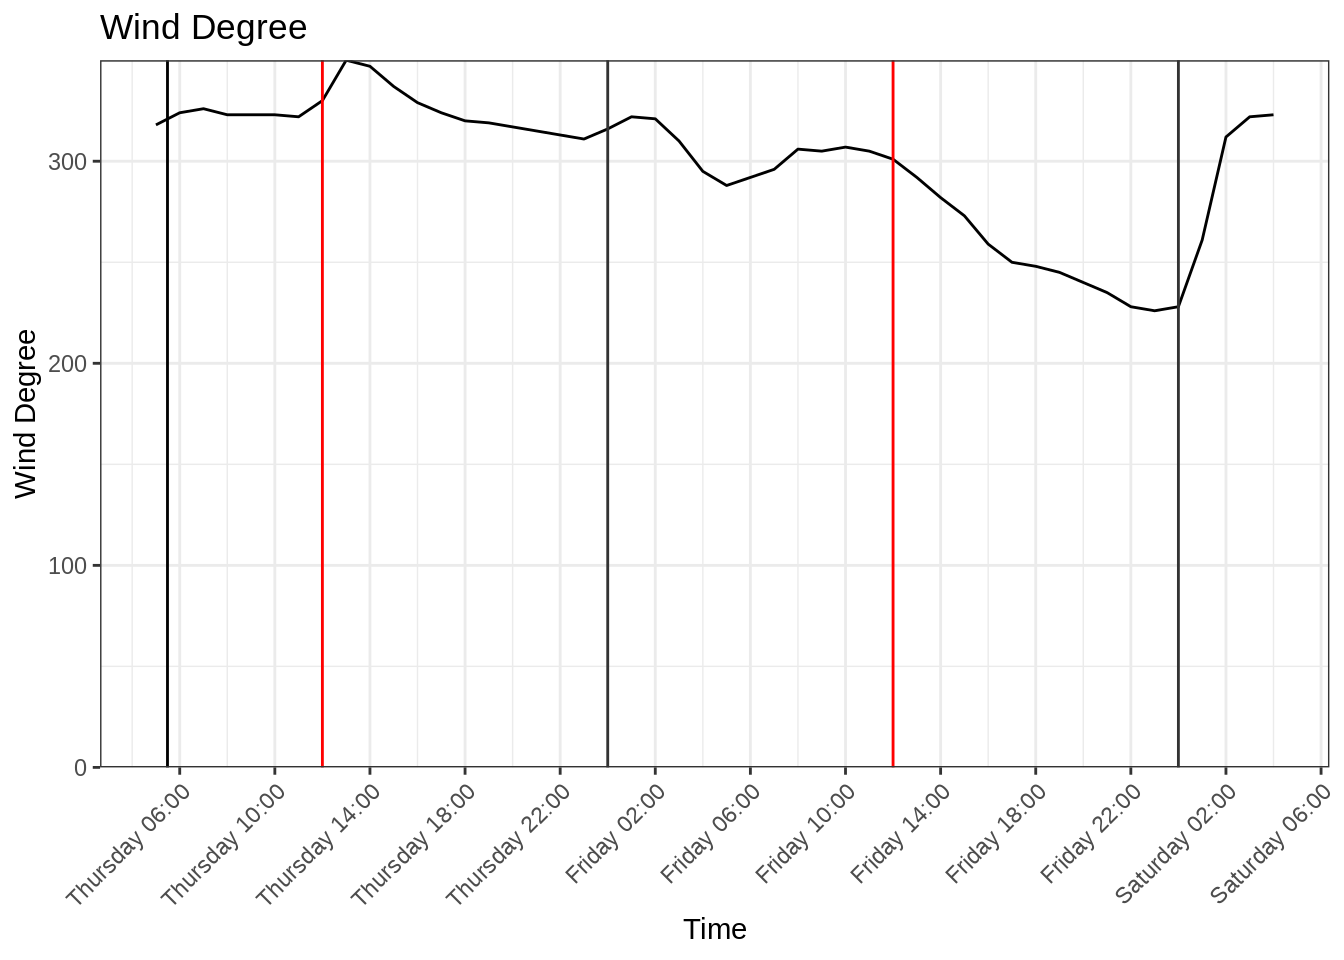 Wind Degree
Wind Degree
300
200
100
0
Thursday 06:00
Thursday 10:00
Thursday 14:00
Thursday 18:00
Thursday 22:00
Friday 02:00
Friday 06:00
Friday 10:00
Friday 14:00
Friday 18:00
Friday 22:00
Saturday 02:00
Saturday 06:00
Time